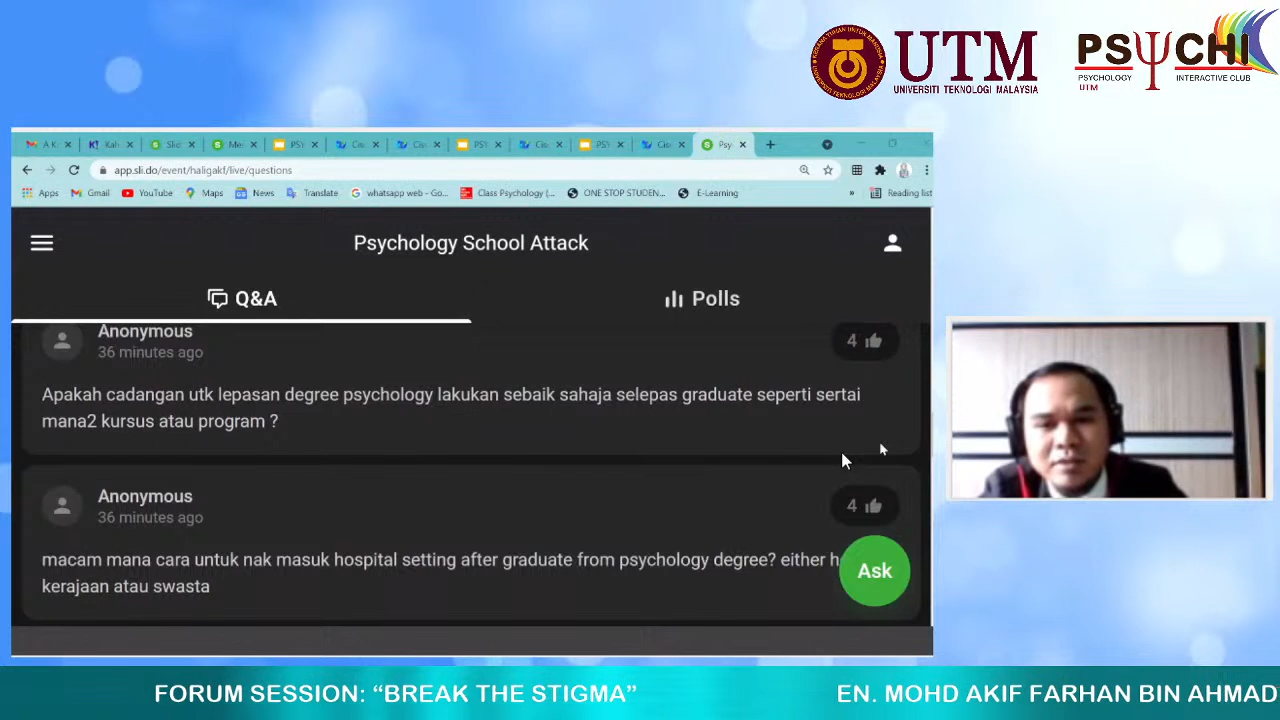 UTM
UNIVERSITI TEKNOLOGI MALAYSIA
PSYCHI
PSYCHOLOGY INTERACTIVE CLUB
UTM
app.sli.do/event/haligakf/live/questions
Apps Gmail YouTube Maps News Translate whatsapp web - Go... Class Psychology (... ONE STOP STUDEN... E-Learning » Reading list
Psychology School Attack
Q&A Polls
Anonymous
36 minutes ago
4
Apakah cadangan utk lepasan degree psychology lakukan sebaik sahaja selepas graduate seperti sertai
mana2 kursus atau program ?
Anonymous
36 minutes ago
4
macam mana cara untuk nak masuk hospital setting after graduate from psychology degree? either
kerajaan atau swasta
Ask
FORUM SESSION: “BREAK THE STIGMA” EN. MOHD AKIF FARHAN BIN AHMAD